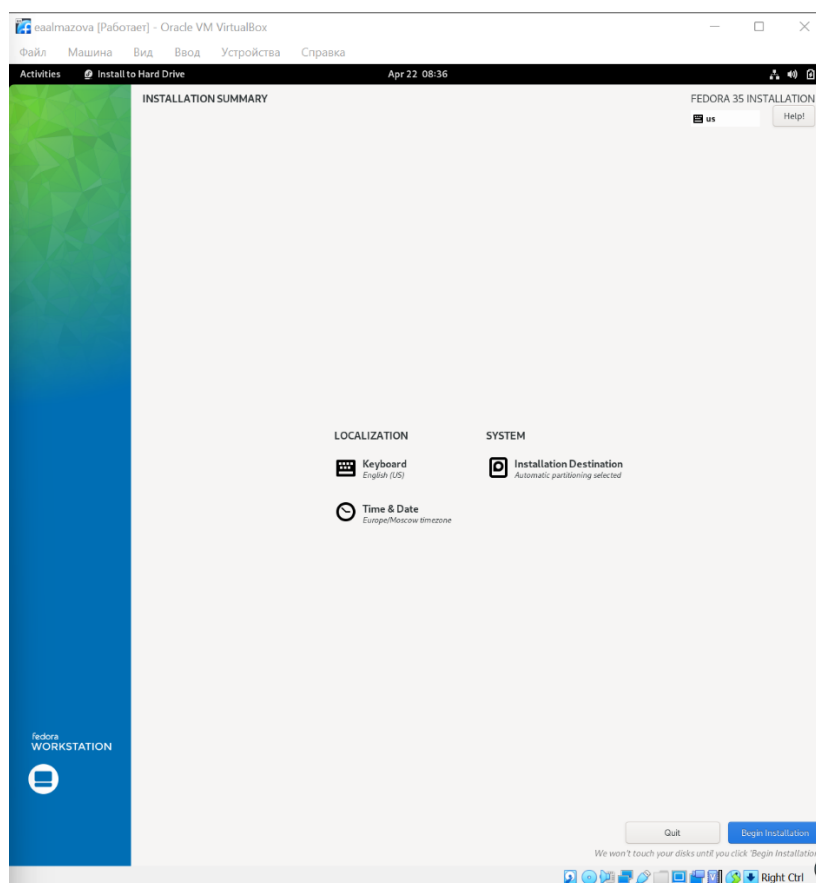 eaalmazova [Работает] - Oracle VM VirtualBox
Файл Машина Вид Ввод Устройства Справка
Activities Install to Hard Drive Apr 22 08:36
INSTALLATION SUMMARY
FEDORA 35 INSTALLATION
us Help!
LOCALIZATION
Keyboard
English (US)
Time & Date
Europe/Moscow timezone
SYSTEM
Installation Destination
Automatic partitioning selected
fedora
WORKSTATION
Quit Begin Installation
We won't touch your disks until you click 'Begin Installatio
Right Ctrl